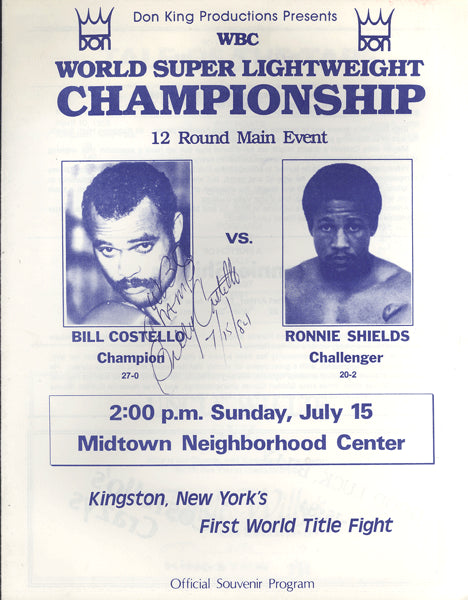 Don King Productions Presents
DON
DON
WBC
WORLD SUPER LIGHTWEIGHT
CHAMPIONSHIP
12 Round Main Event
VS.
BILL COSTELLO
Champion
27-0
RONNIE SHIELDS
Challenger
20-2
Champ
Billy Costello
7/15/84
2:00 p.m. Sunday, July 15
Midtown Neighborhood Center
Kingston, New York's
First World Title Fight
Official Souvenir Program